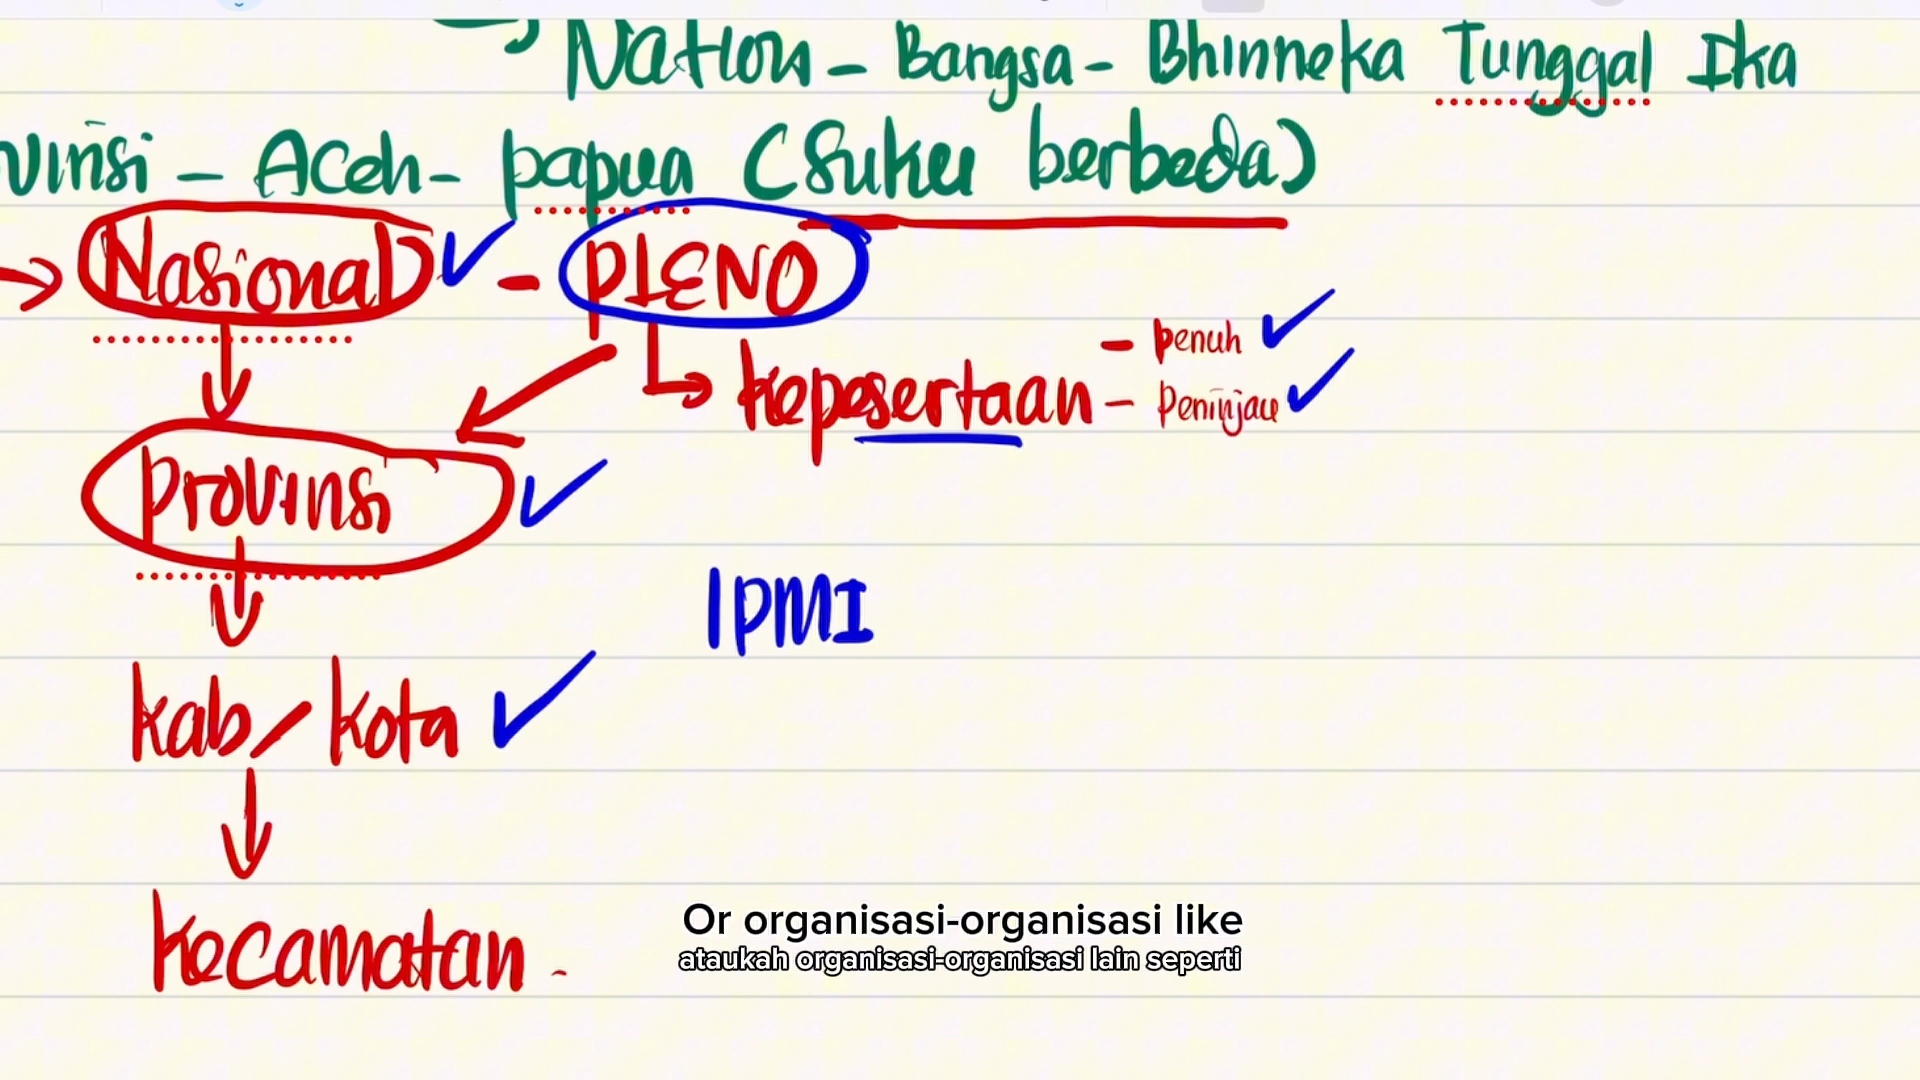 Nation - Bangsa - Bhinneka Tunggal Ika
vinsi - Aceh - papua (Suku berbeda)
Nasional - PLENO
- Penuh
kepesertaan - Peninjau
Provinsi
IPMI
kab/kota
kecamatan -
Or organisasi-organisasi like
ataukah organisasi-organisasi lain seperti